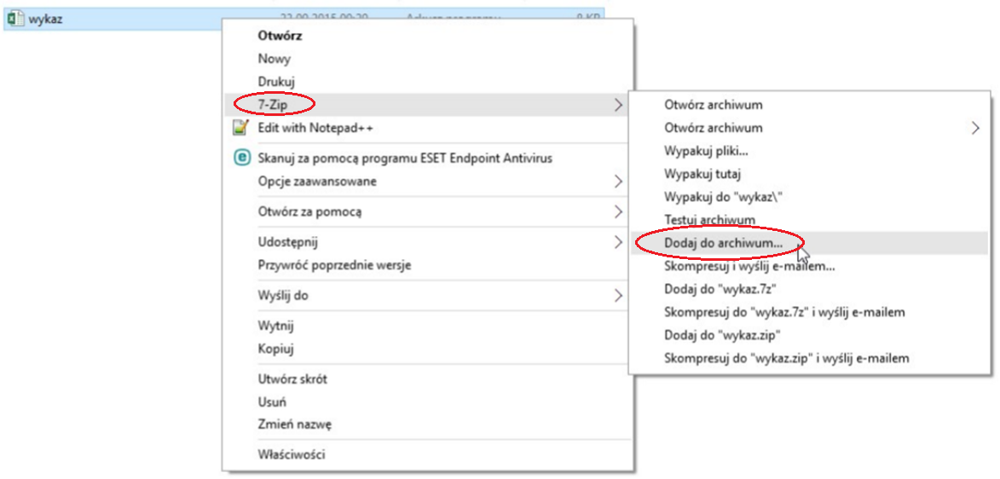 wykaz
Otwórz
Nowy
Drukuj
7-Zip
Edit with Notepad++
Skanuj za pomocą programu ESET Endpoint Antivirus
Opcje zaawansowane
Otwórz za pomocą
Udostępnij
Przywróć poprzednie wersje
Wyślij do
Wytnij
Kopiuj
Utwórz skrót
Usuń
Zmień nazwę
Właściwości
Otwórz archiwum
Otwórz archiwum
Wypakuj pliki...
Wypakuj tutaj
Wypakuj do "wykaz\"
Testuj archiwum
Dodaj do archiwum...
Skompresuj i wyślij e-mailem...
Dodaj do "wykaz.7z"
Skompresuj do "wykaz.7z" i wyślij e-mailem
Dodaj do "wykaz.zip"
Skompresuj do "wykaz.zip" i wyślij e-mailem